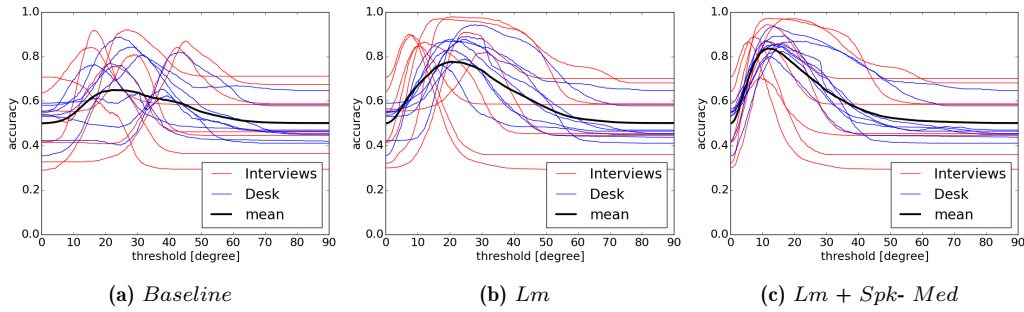 1.0
0.8
0.6
0.4
0.2
0.0
accuracy
0 10 20 30 40 50 60 70 80 90
threshold [degree]
Interviews
Desk
mean
(a) Baseline
1.0
0.8
0.6
0.4
0.2
0.0
accuracy
0 10 20 30 40 50 60 70 80 90
threshold [degree]
Interviews
Desk
mean
(b) Lm
1.0
0.8
0.6
0.4
0.2
0.0
accuracy
0 10 20 30 40 50 60 70 80 90
threshold [degree]
Interviews
Desk
mean
(c) Lm + Spk- Med